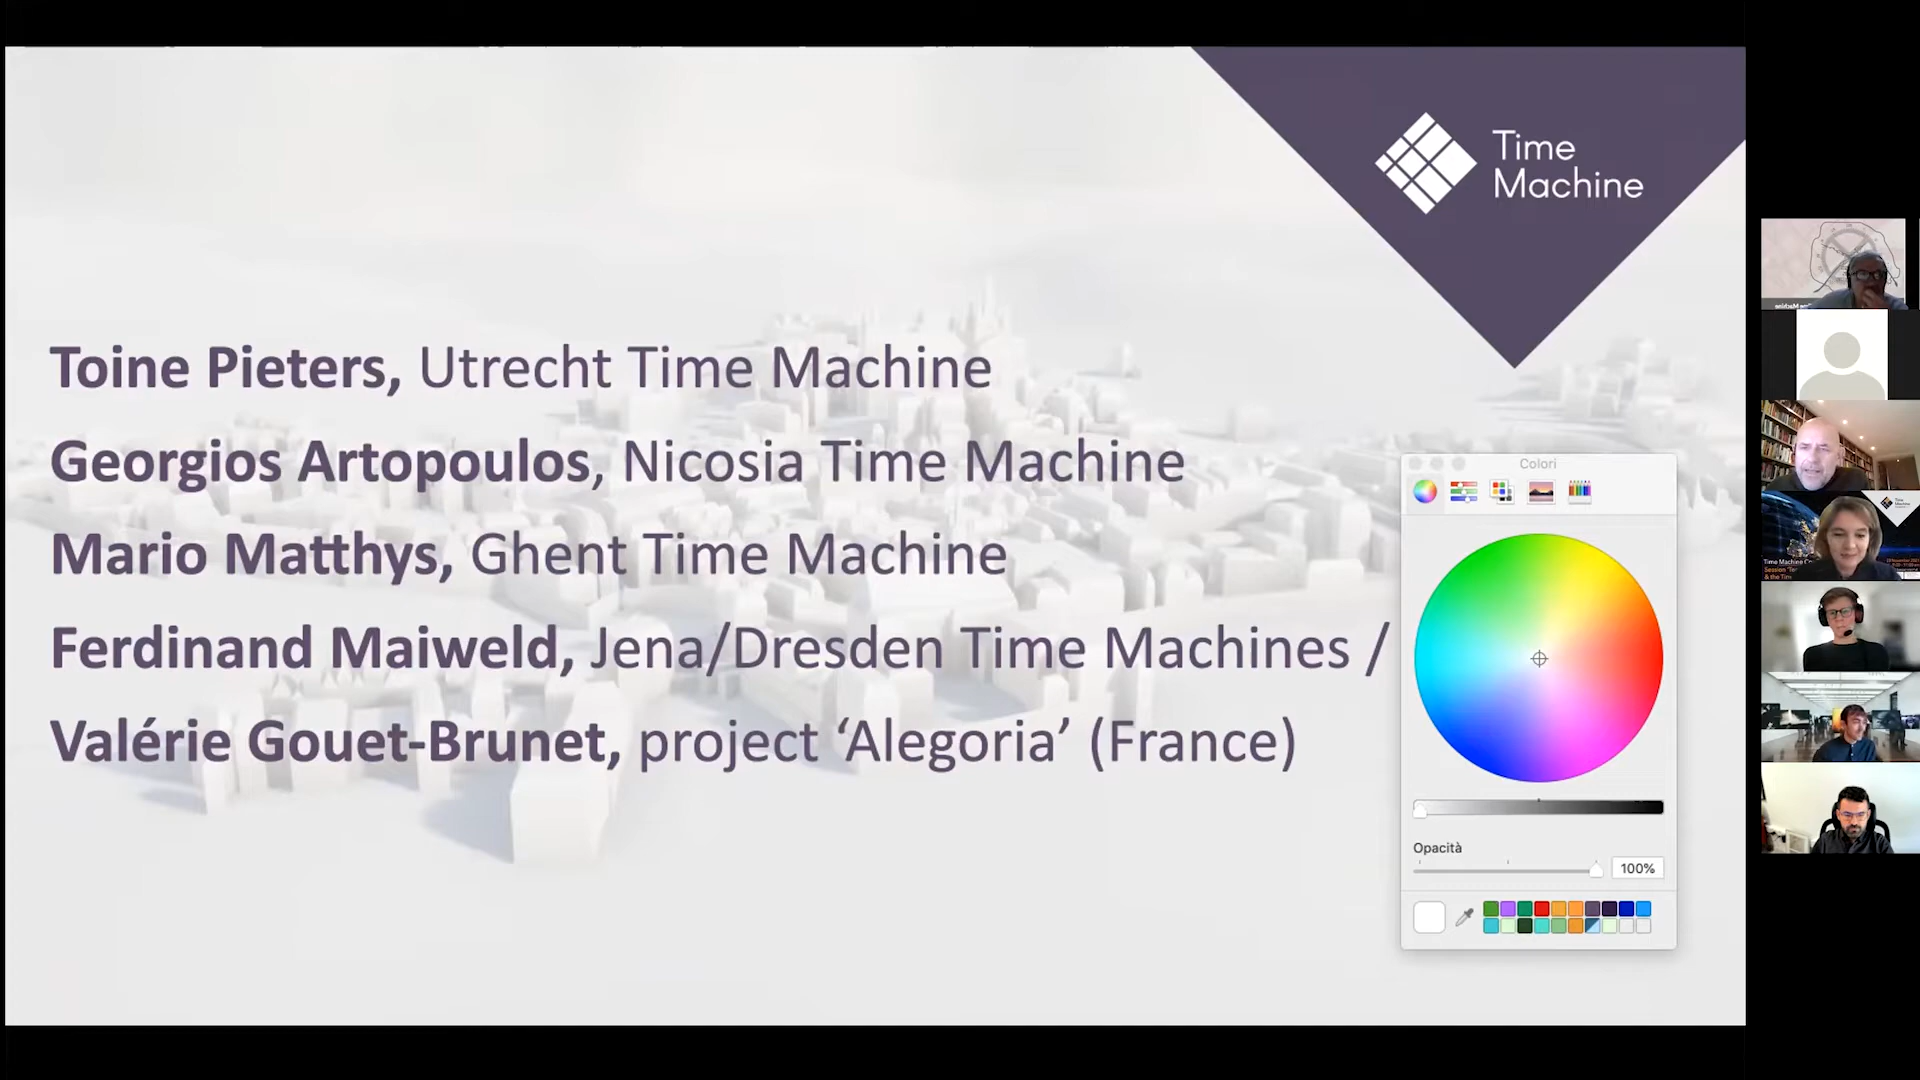 Time
Machine
Toine Pieters, Utrecht Time Machine
Georgios Artopoulos, Nicosia Time Machine
Mario Matthys, Ghent Time Machine
Ferdinand Maiweld, Jena/Dresden Time Machines /
Valérie Gouet-Brunet, project ‘Alegoria’ (France)
Colori
Opacità
100%